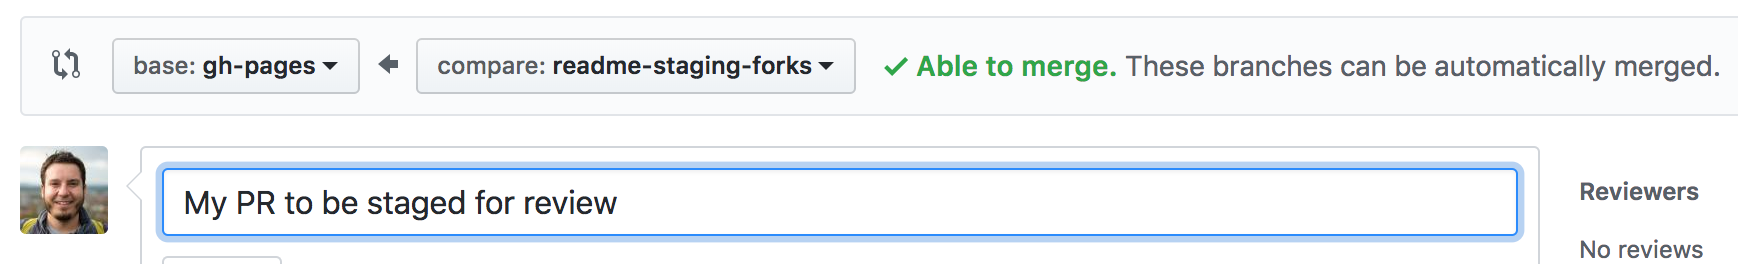 base: gh-pages compare: readme-staging-forks Able to merge. These branches can be automatically merged.
My PR to be staged for review
Reviewers
No reviews